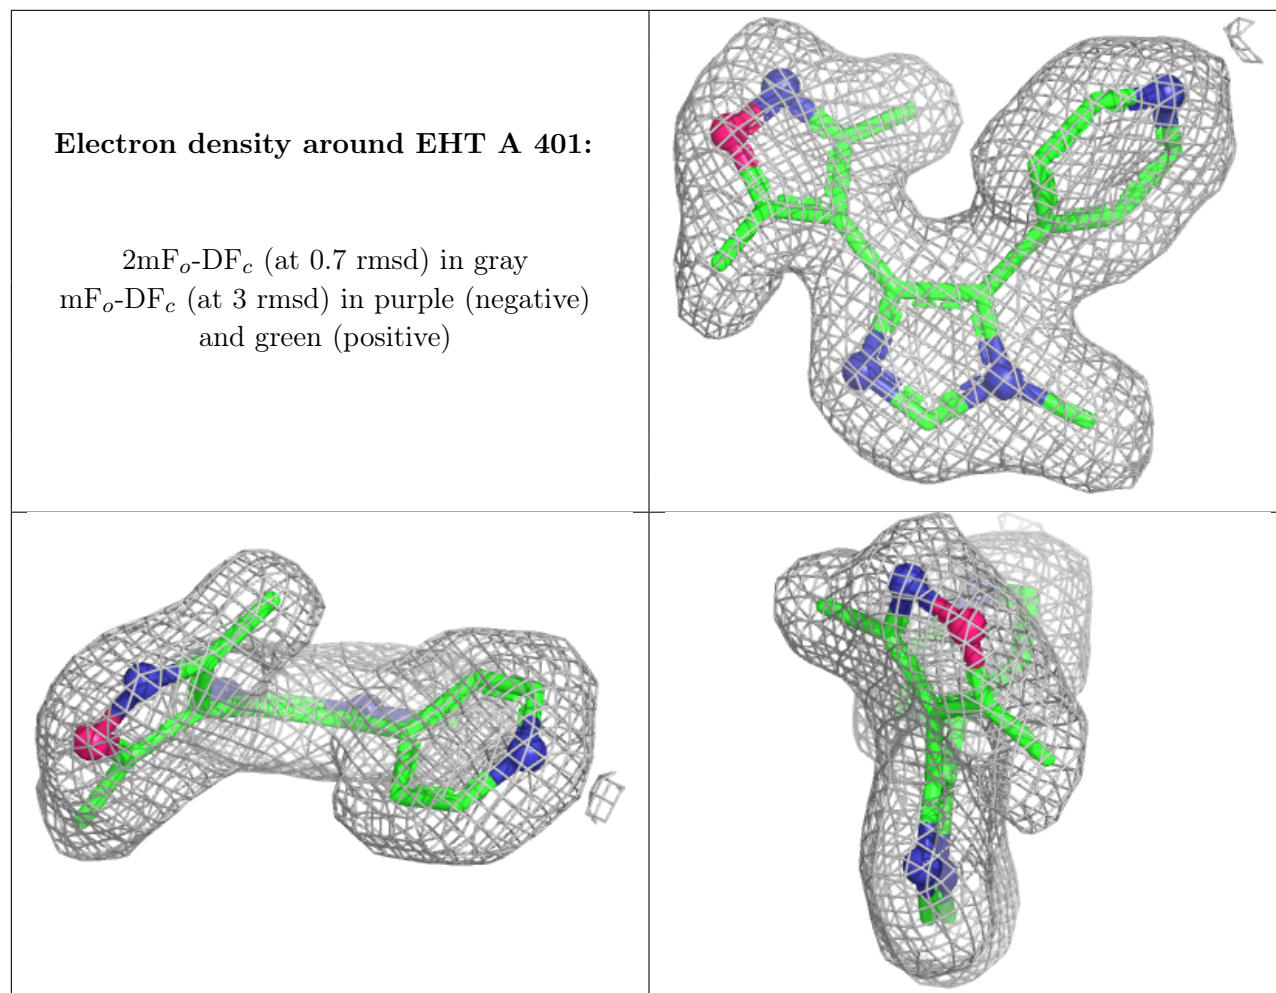 Electron density around EHT A 401:
2mFo-DFc (at 0.7 rmsd) in gray
mFo-DFc (at 3 rmsd) in purple (negative)
and green (positive)